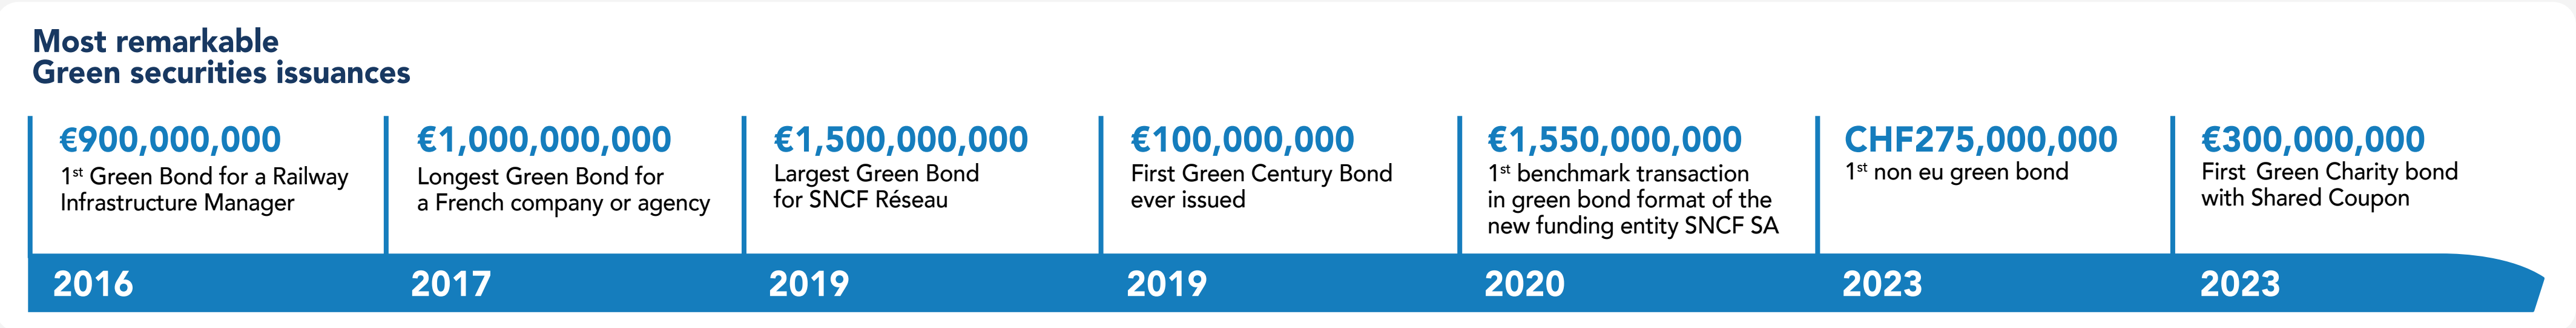 Most remarkable
Green securities issuances
€900,000,000
1st Green Bond for a Railway
Infrastructure Manager
2016
€1,000,000,000
Longest Green Bond for
a French company or agency
2017
€1,500,000,000
Largest Green Bond
for SNCF Réseau
2019
€100,000,000
First Green Century Bond
ever issued
2019
€1,550,000,000
1st benchmark transaction
in green bond format of the
new funding entity SNCF SA
2020
CHF275,000,000
1st non eu green bond
2023
€300,000,000
First Green Charity bond
with Shared Coupon
2023